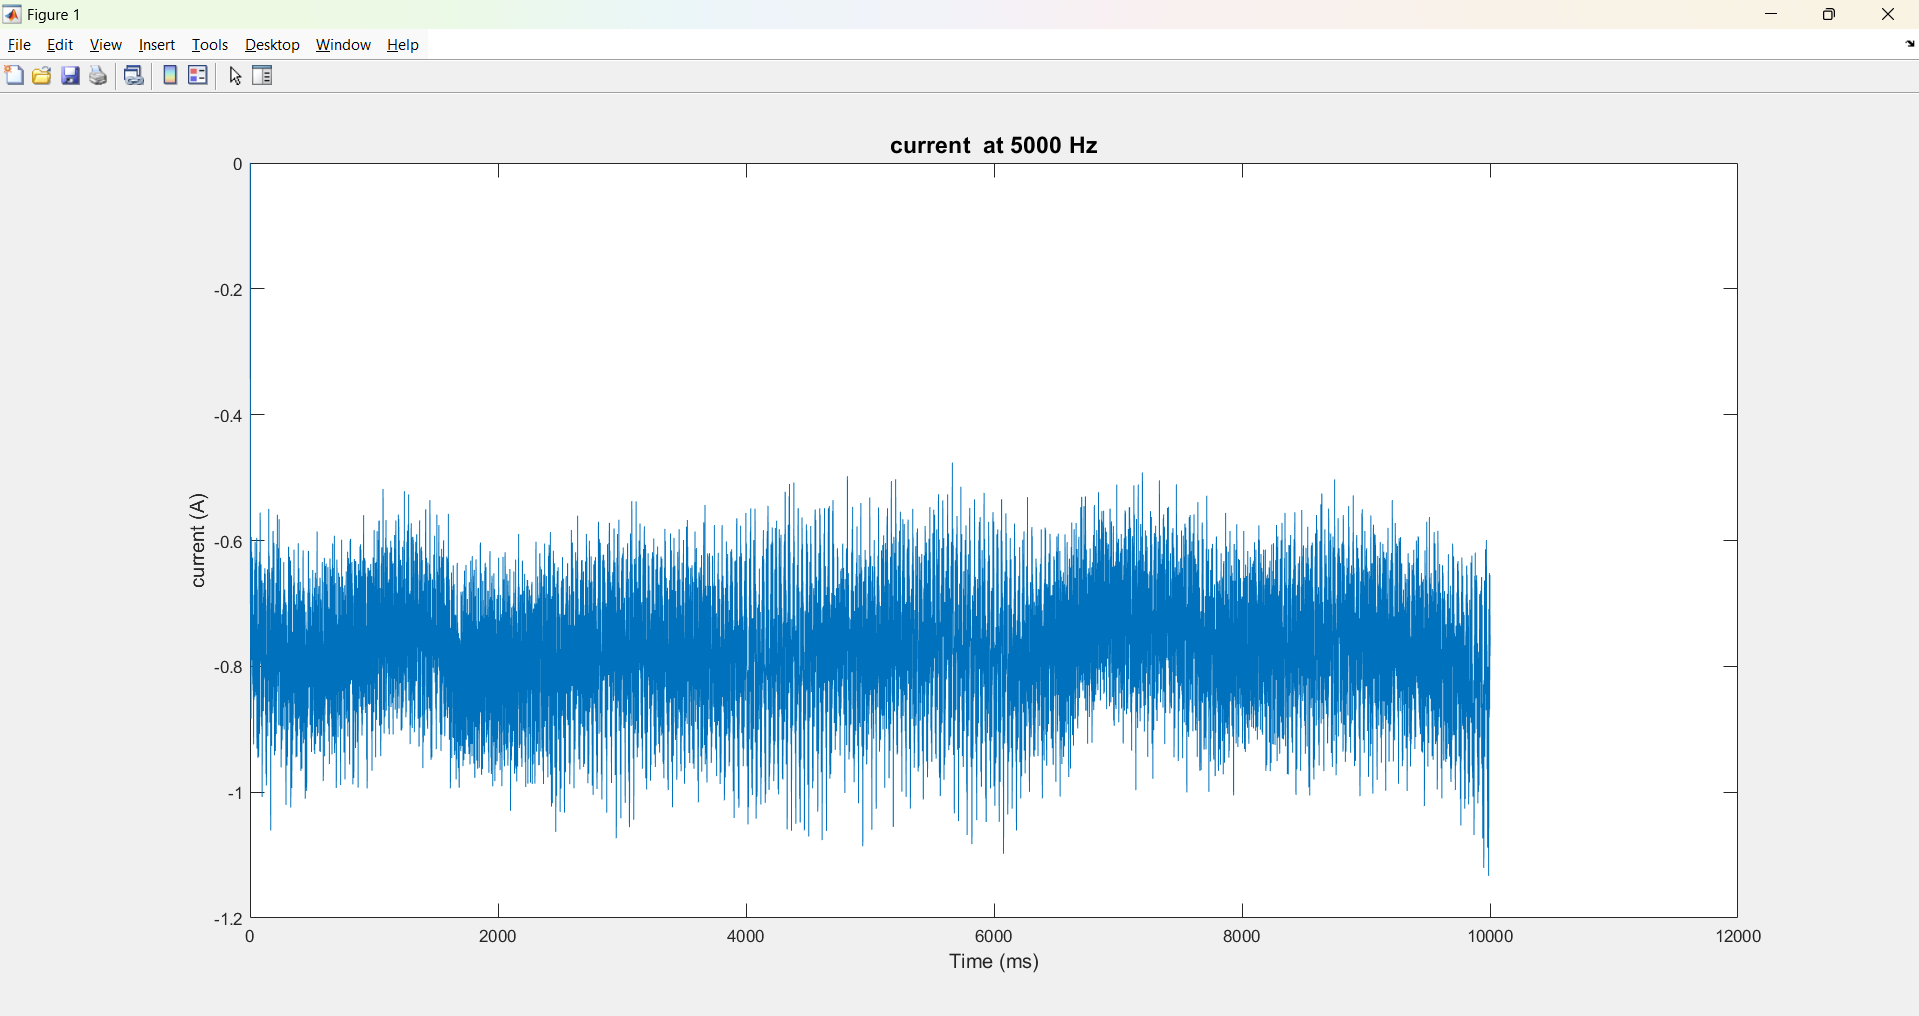 Figure 1
File Edit View Insert Tools Desktop Window Help
current  at 5000 Hz
0
-0.2
-0.4
-0.6
-0.8
-1
-1.2
current (A)
0 2000 4000 6000 8000 10000 12000
Time (ms)